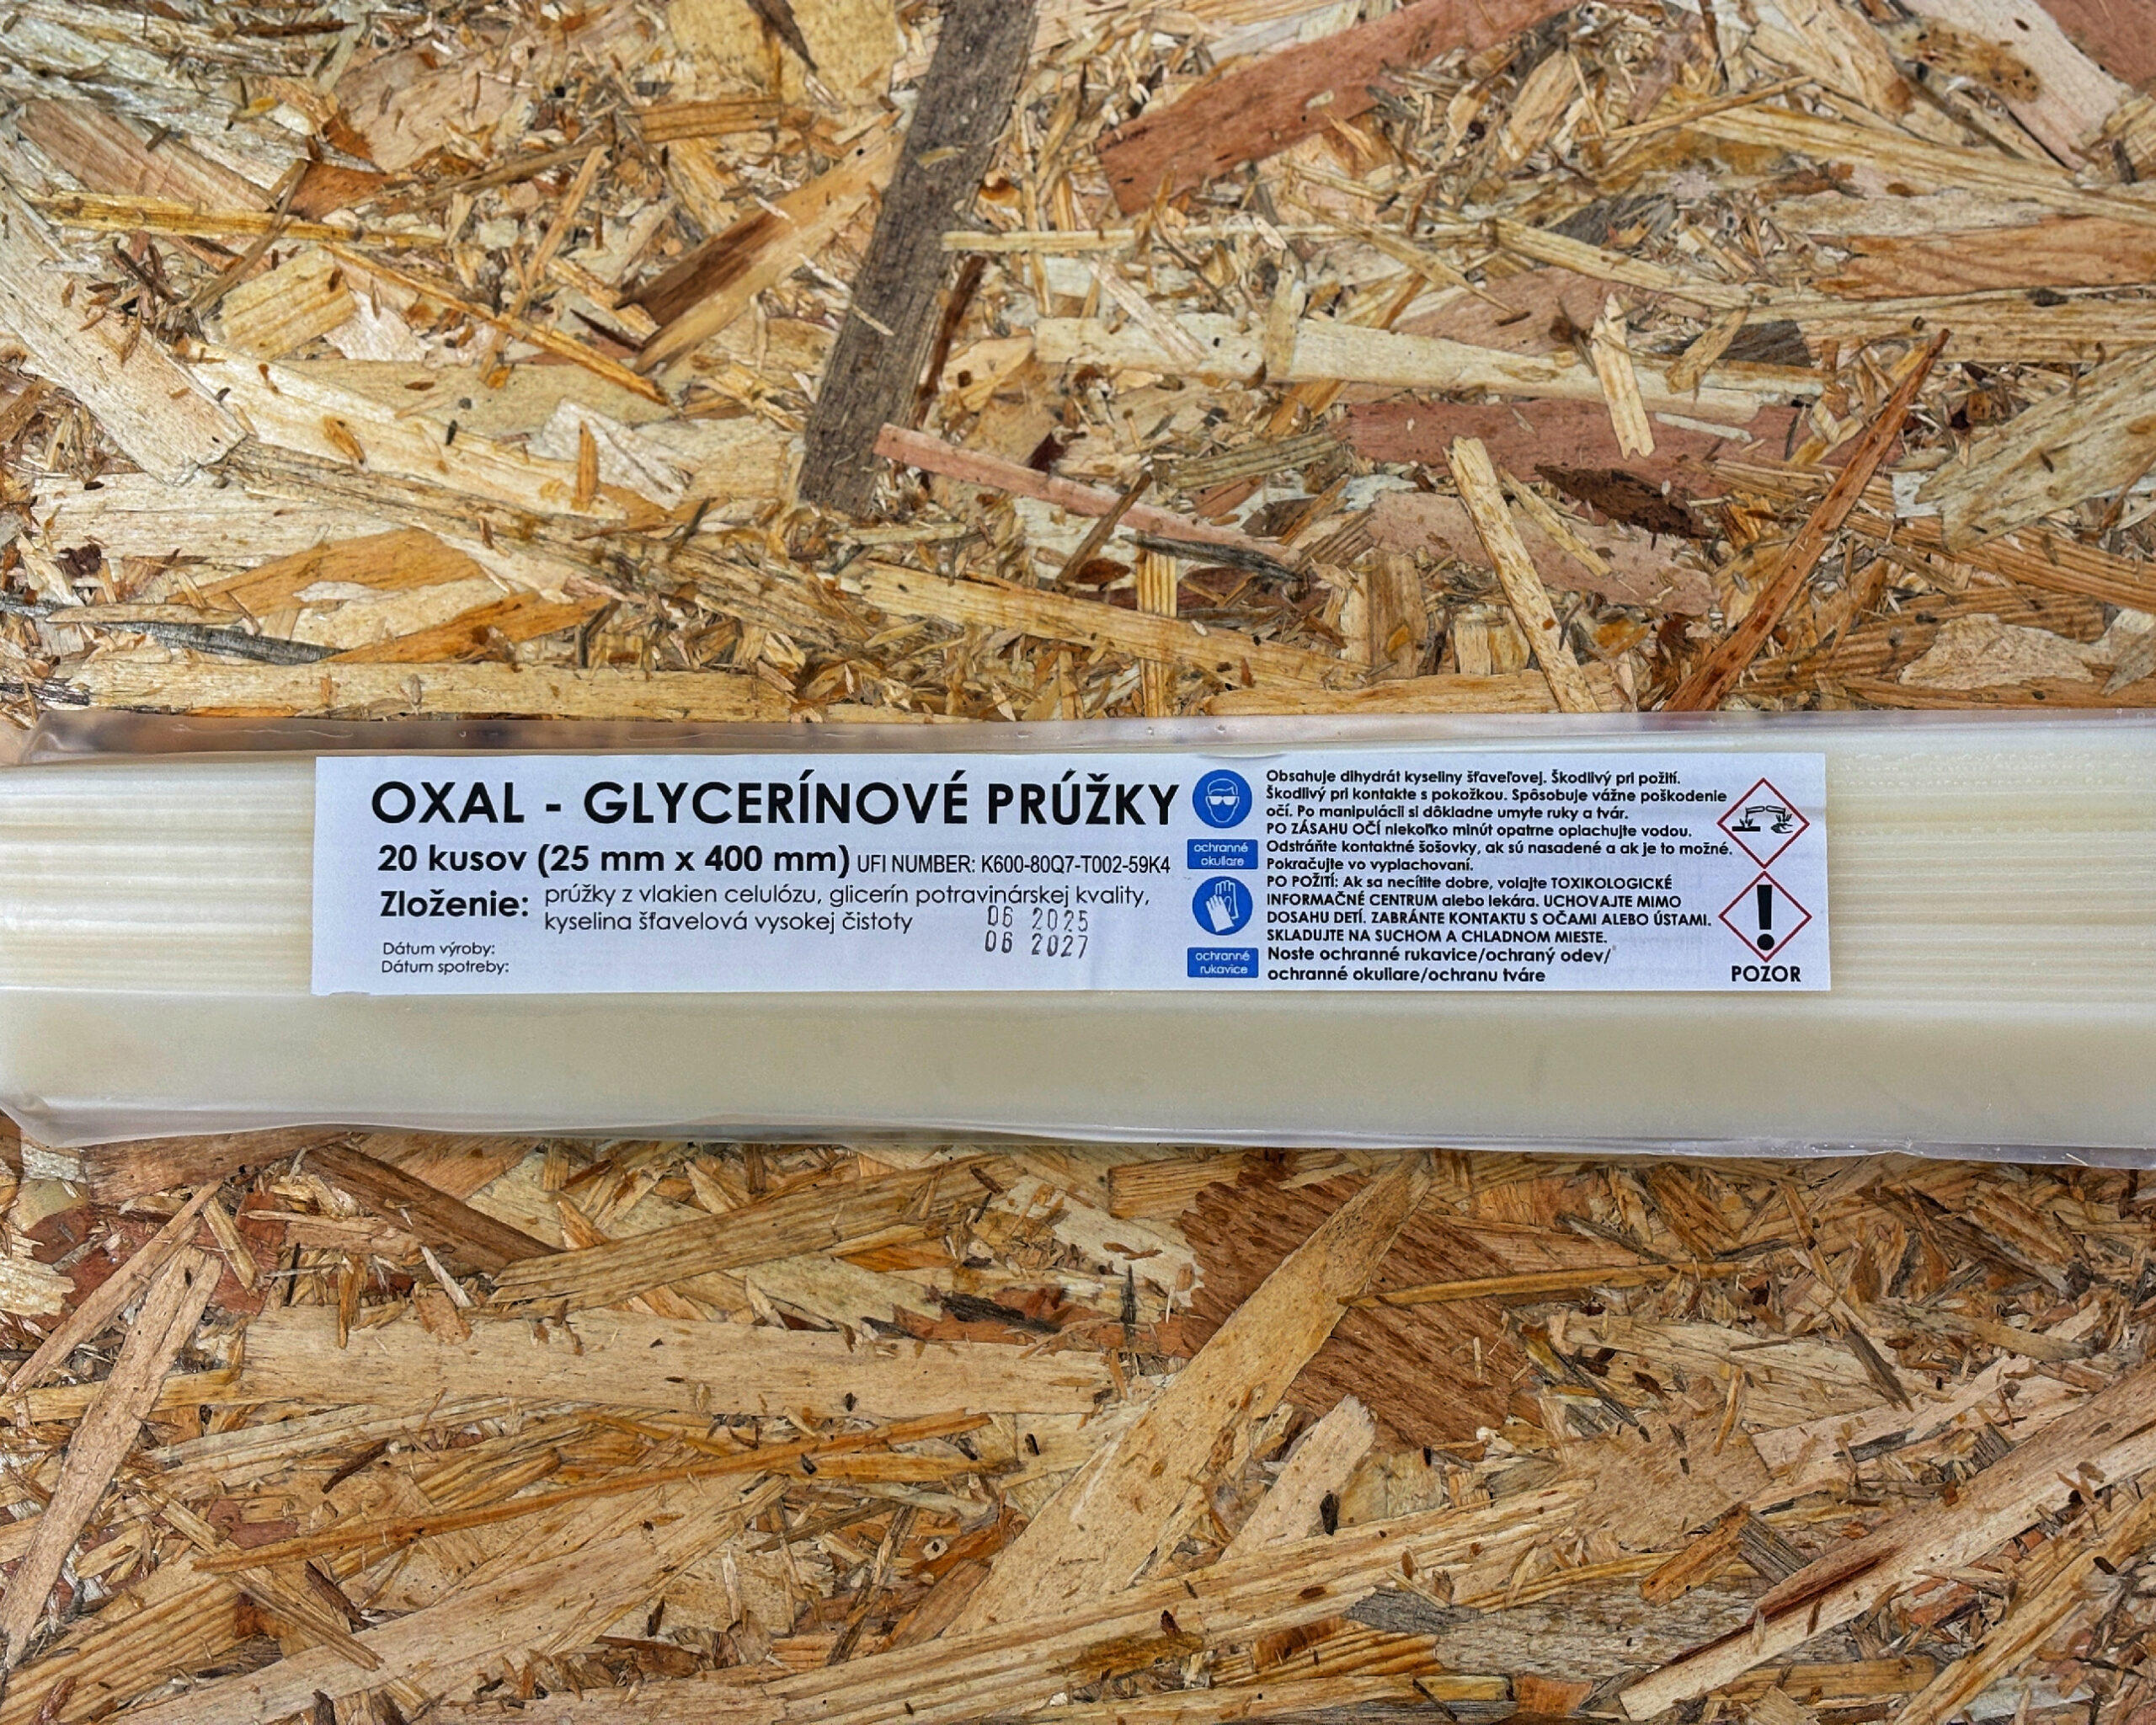 OXAL - GLYCERÍNOVÉ PRÚŽKY
20 kusov (25 mm x 400 mm) UFI NUMBER: K600-80Q7-T002-59K4
Zloženie: prúžky z vlakien celulózu, glicerín potravinárskej kvality,
kyselina šťavelová vysokej čistoty
06 2025
06 2027
Dátum výroby:
Dátum spotreby:
ochranné
okuliare
ochranné
rukavice
Obsahuje dihydrát kyseliny šťaveľovej. Škodlivý pri požití.
Škodlivý pri kontakte s pokožkou. Spôsobuje vážne poškodenie
očí. Po manipulácii si dôkladne umyte ruky a tvár.
PO ZÁSAHU OČÍ niekoľko minút opatrne oplachujte vodou.
Odstráňte kontaktné šošovky, ak sú nasadené a ak je to možné.
Pokračujte vo vyplachovaní.
PO POŽITÍ: Ak sa necítite dobre, volajte TOXIKOLOGICKÉ
INFORMAČNÉ CENTRUM alebo lekára. UCHOVAJTE MIMO
DOSAHU DETÍ. ZABRÁNTE KONTAKTU S OČAMI ALEBO ÚSTAMI.
SKLADUJTE NA SUCHOM A CHLADNOM MIESTE.
Noste ochranné rukavice/ochraný odev/
ochranné okuliare/ochranu tváre
POZOR